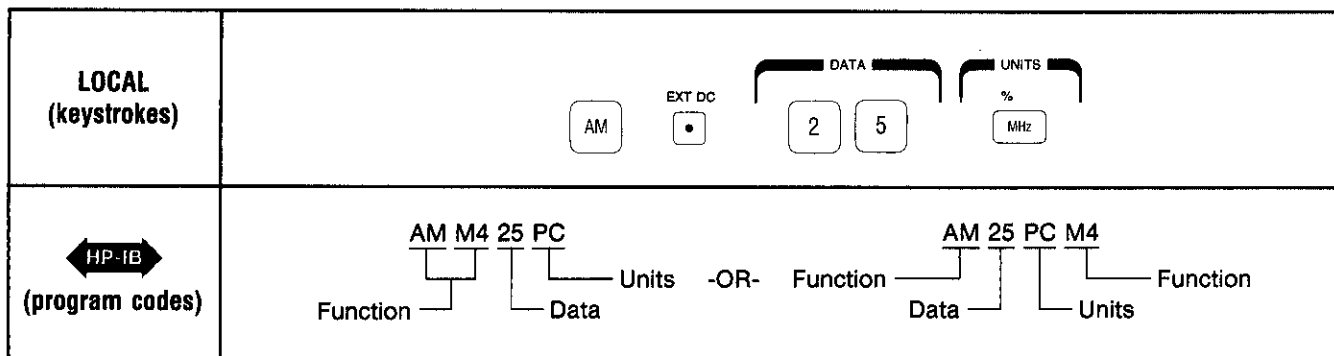 LOCAL
(keystrokes)
DATA UNITS
EXT DC %
AM • 2 5 MHz
HP-IB
(program codes)
AM M4 25 PC
Units
Function
Data
-OR-
AM 25 PC M4
Function
Function
Data
Units